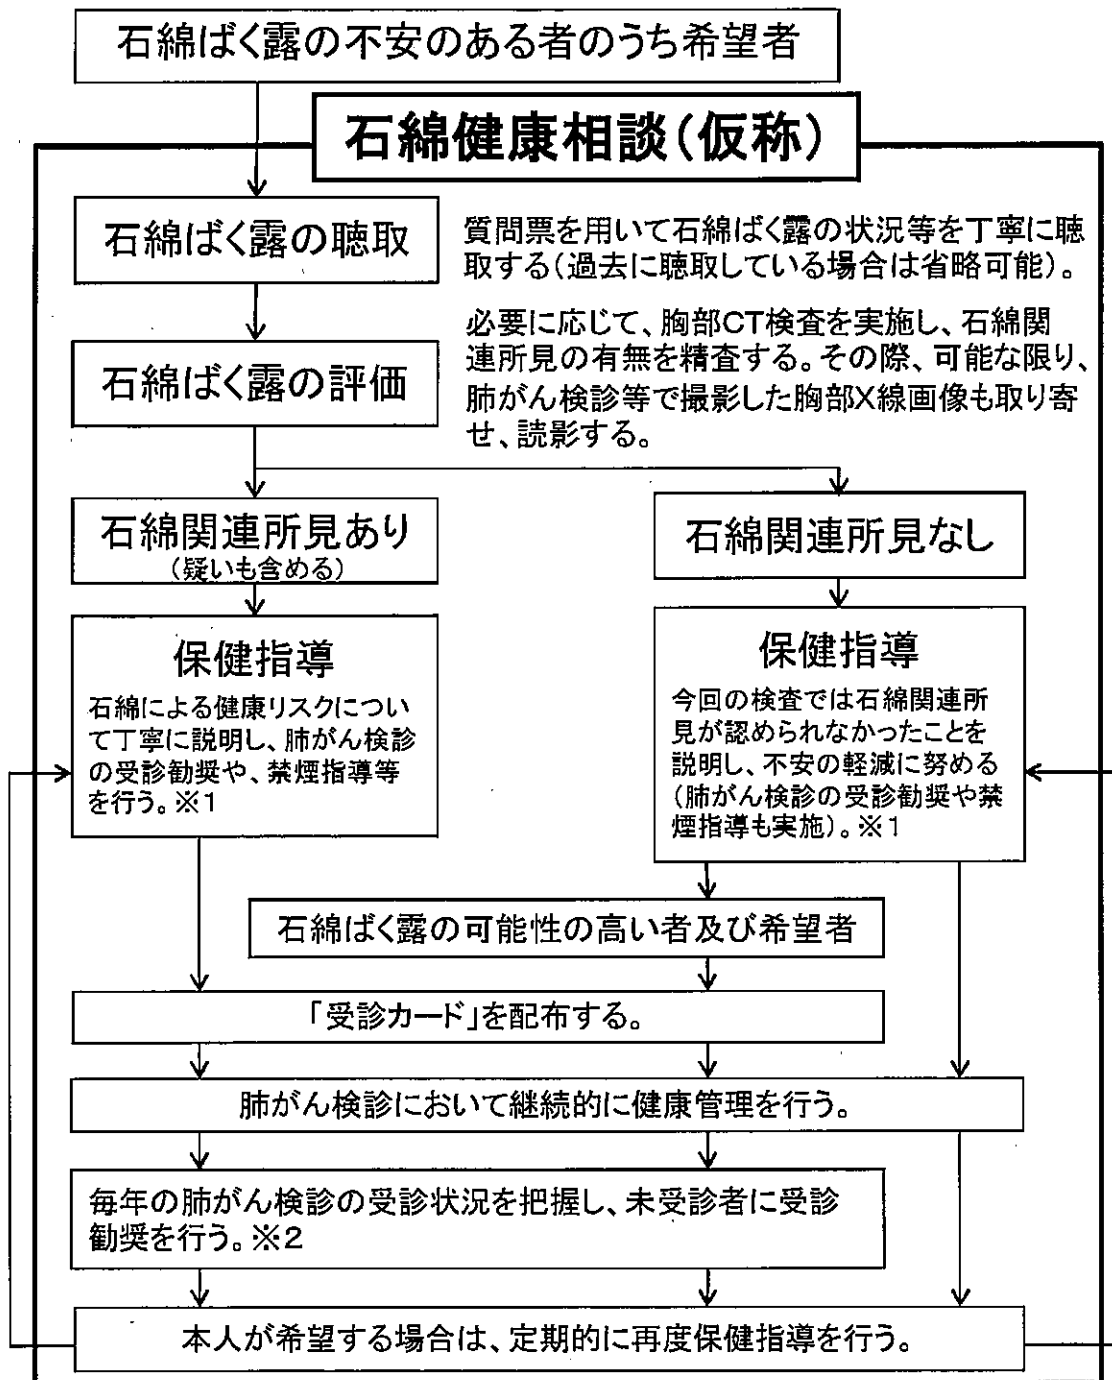 石綿ばく露の不安のある者のうち希望者
石綿健康相談(仮称)
石綿ばく露の聴取
質問票を用いて石綿ばく露の状況等を丁寧に聴
取する(過去に聴取している場合は省略可能)。
石綿ばく露の評価
必要に応じて、胸部CT検査を実施し、石綿関
連所見の有無を精査する。その際、可能な限り、
肺がん検診等で撮影した胸部X線画像も取り寄
せ、読影する。
石綿関連所見あり
(疑いも含める)
石綿関連所見なし
保健指導
石綿による健康リスクについ
て丁寧に説明し、肺がん検診
の受診勧奨や、禁煙指導等
を行う。※1
保健指導
今回の検査では石綿関連所
見が認められなかったことを
説明し、不安の軽減に努める
(肺がん検診の受診勧奨や禁
煙指導も実施)。※1
石綿ばく露の可能性の高い者及び希望者
「受診カード」を配布する。
肺がん検診において継続的に健康管理を行う。
毎年の肺がん検診の受診状況を把握し、未受診者に受診
勧奨を行う。※2
本人が希望する場合は、定期的に再度保健指導を行う。